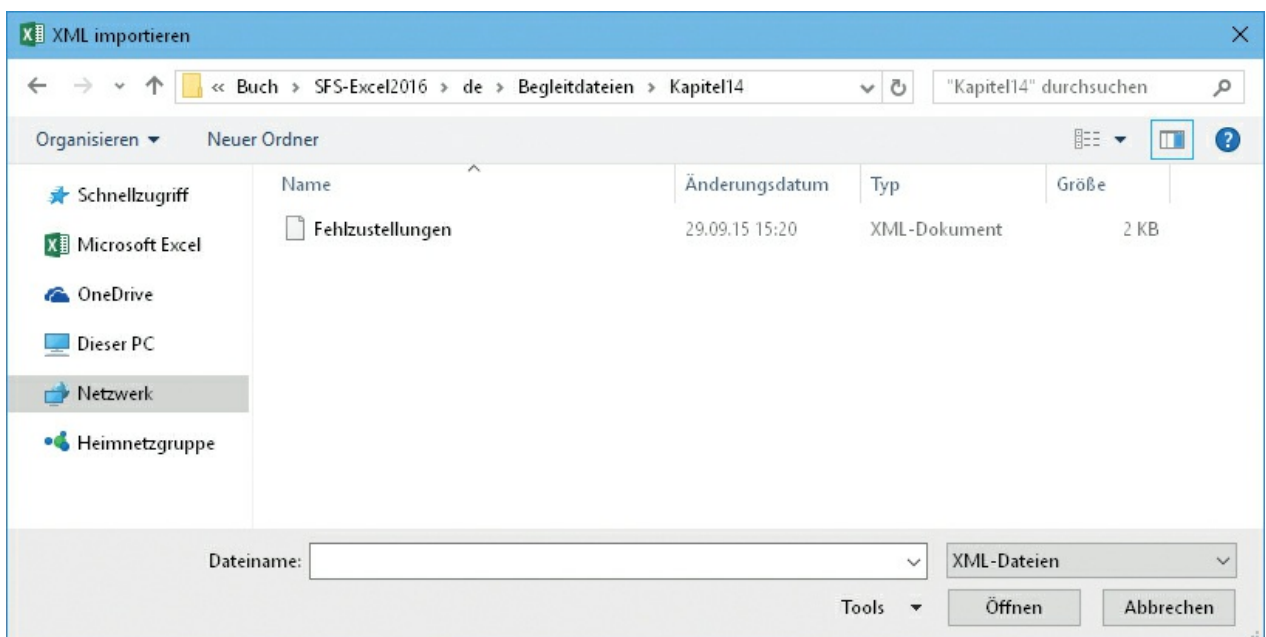 XML importieren
« Buch > SFS-Excel2016 > de > Begleitdateien > Kapitel14
"Kapitel14" durchsuchen
Organisieren
Neuer Ordner
Name
Änderungsdatum
Typ
Größe
Schnellzugriff
Microsoft Excel
OneDrive
Dieser PC
Netzwerk
Heimnetzgruppe
Fehlzustellungen
29.09.15 15:20
XML-Dokument
2 KB
Dateiname:
XML-Dateien
Tools
Öffnen
Abbrechen